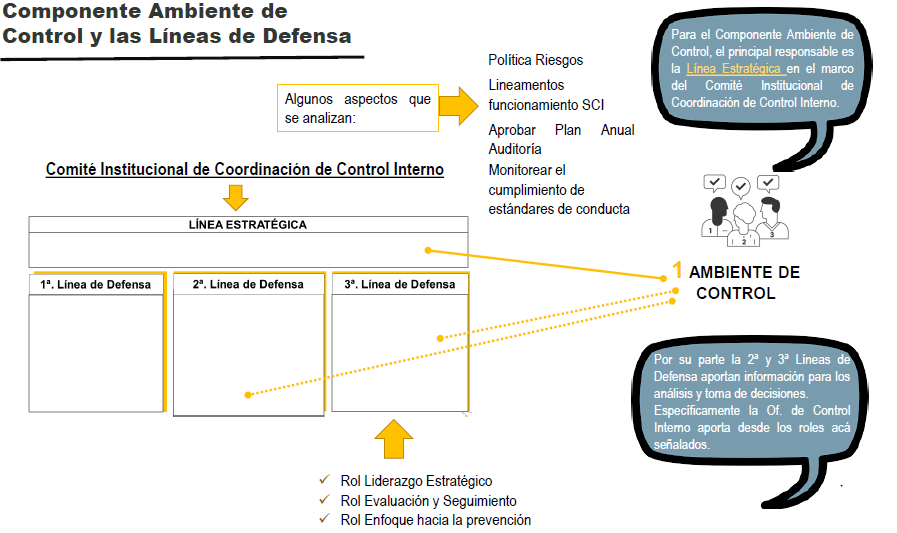 Componente Ambiente de
Control y las Líneas de Defensa
Para el Componente Ambiente de
Control, el principal responsable es
la Línea Estratégica en el marco
del Comité Institucional de
Coordinación de Control Interno.
Algunos aspectos que
se analizan:
Política Riesgos
Lineamentos
funcionamiento SCI
Aprobar Plan Anual
Auditoría
Monitorear el
cumplimiento de
estándares de conducta
Comité Institucional de Coordinación de Control Interno
LÍNEA ESTRATÉGICA
1ª. Línea de Defensa
2ª. Línea de Defensa
3ª. Línea de Defensa
1
2
3
1 AMBIENTE DE
CONTROL
Por su parte la 2ª y 3ª Líneas de
Defensa aportan información para los
análisis y toma de decisiones.
Específicamente la Of. de Control
Interno aporta desde los roles acá
señalados.
Rol Liderazgo Estratégico
Rol Evaluación y Seguimiento
Rol Enfoque hacia la prevención
.